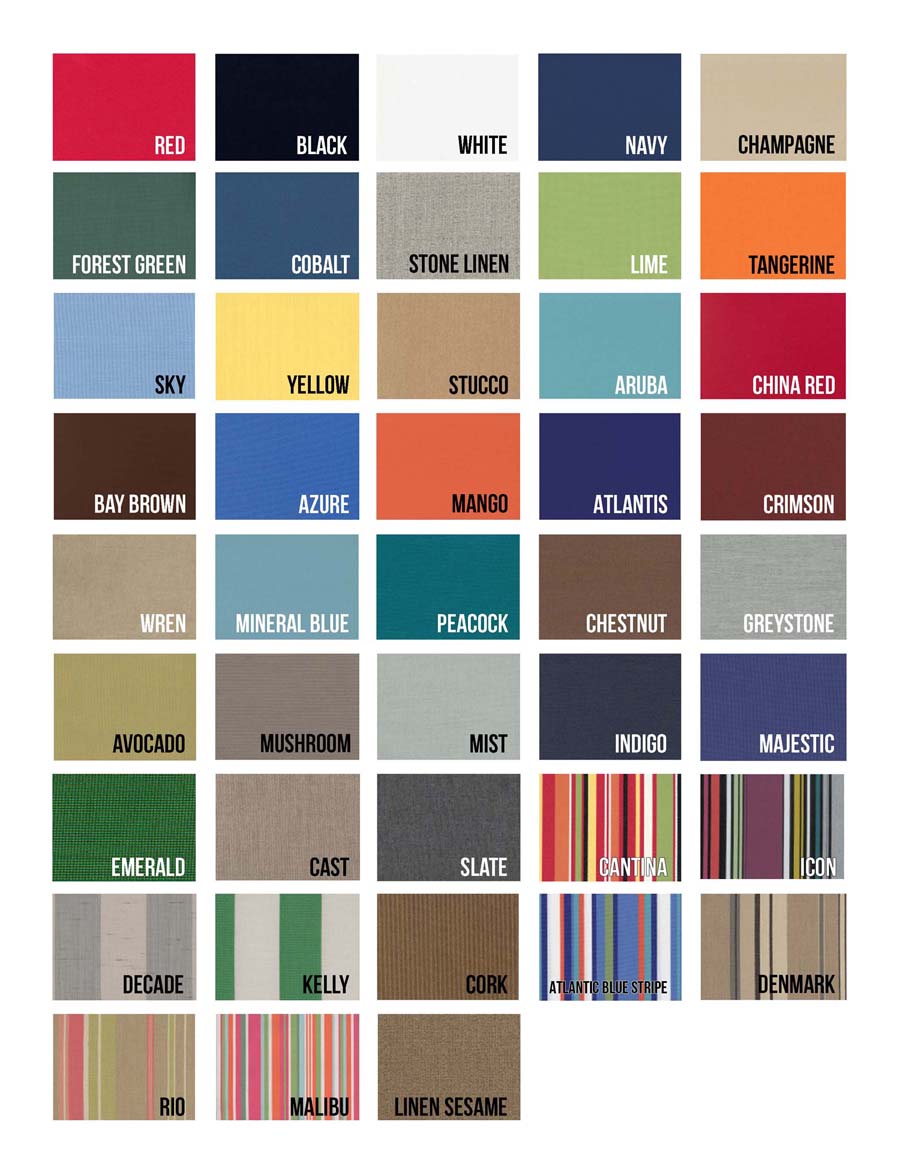 RED
BLACK
WHITE
NAVY
CHAMPAGNE
FOREST GREEN
COBALT
STONE LINEN
LIME
TANGERINE
SKY
YELLOW
STUCCO
ARUBA
CHINA RED
BAY BROWN
AZURE
MANGO
ATLANTIS
CRIMSON
WREN
MINERAL BLUE
PEACOCK
CHESTNUT
GREYSTONE
AVOCADO
MUSHROOM
MIST
INDIGO
MAJESTIC
EMERALD
CAST
SLATE
CANTINA
ICON
DECADE
KELLY
CORK
ATLANTIC BLUE STRIPE
DENMARK
RIO
MALIBU
LINEN SESAME